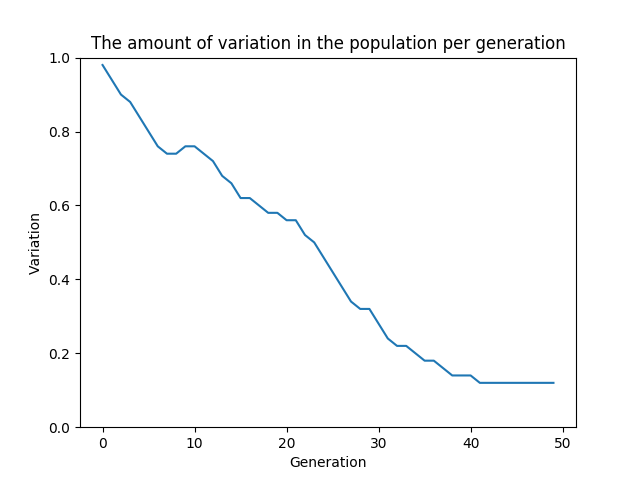 The amount of variation in the population per generation
1.0
0.8
0.6
0.4
0.2
0.0
Variation
0 10 20 30 40 50
Generation